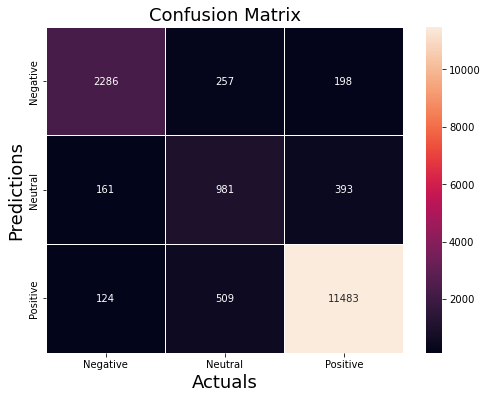 Confusion Matrix
Predictions
Negative
2286 257 198
Neutral
161 981 393
Positive
124 509 11483
Negative Neutral Positive
Actuals
10000
8000
6000
4000
2000